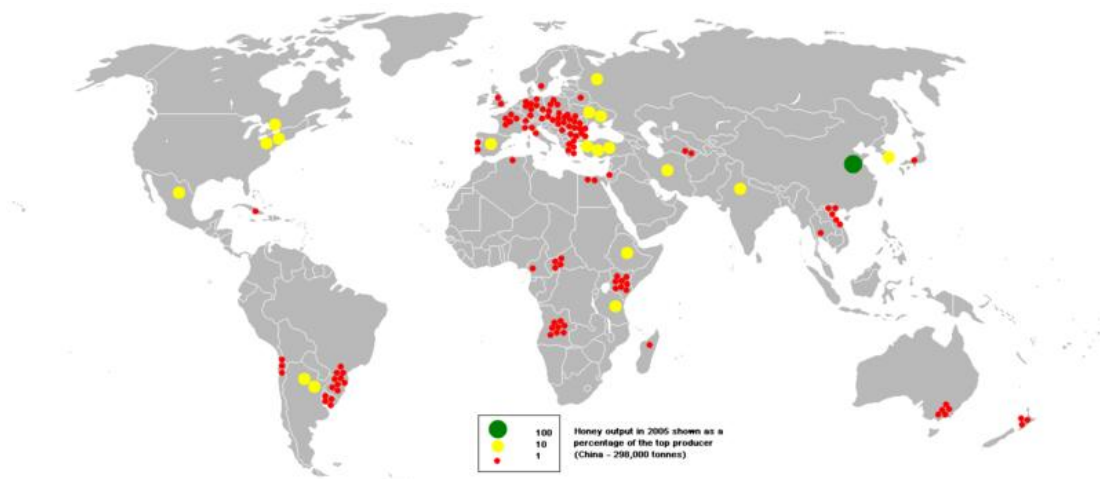 100
10
1
Honey output in 2005 shown as a
percentage of the top producer
(China - 298,000 tonnes)